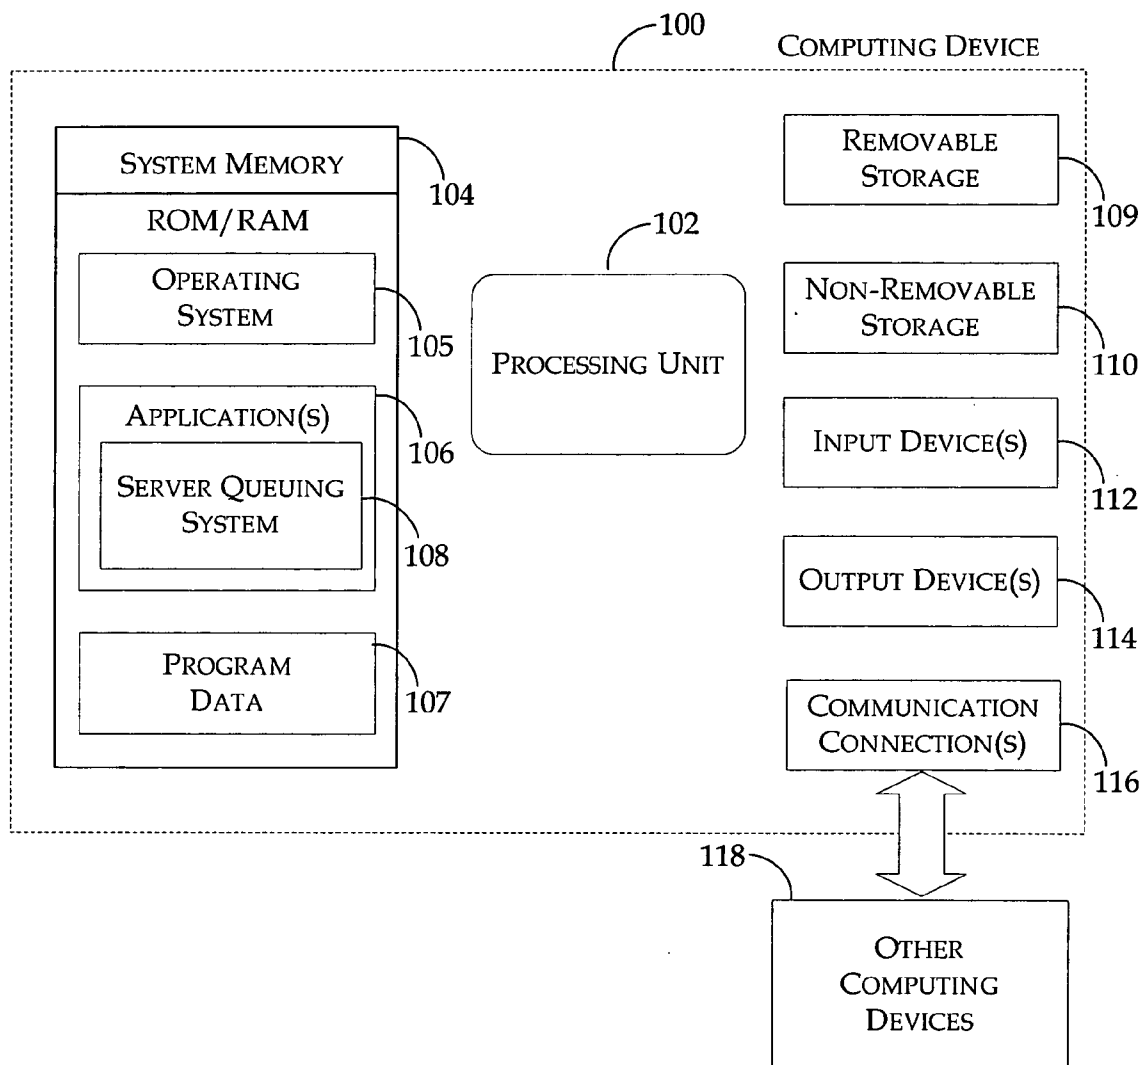 100
COMPUTING DEVICE
SYSTEM MEMORY
104
ROM/RAM
OPERATING
SYSTEM
105
APPLICATION(S)
106
SERVER QUEUING
SYSTEM
108
PROGRAM
DATA
107
102
PROCESSING UNIT
REMOVABLE
STORAGE
109
NON-REMOVABLE
STORAGE
110
INPUT DEVICE(S)
112
OUTPUT DEVICE(S)
114
COMMUNICATION
CONNECTION(S)
116
118
OTHER
COMPUTING
DEVICES